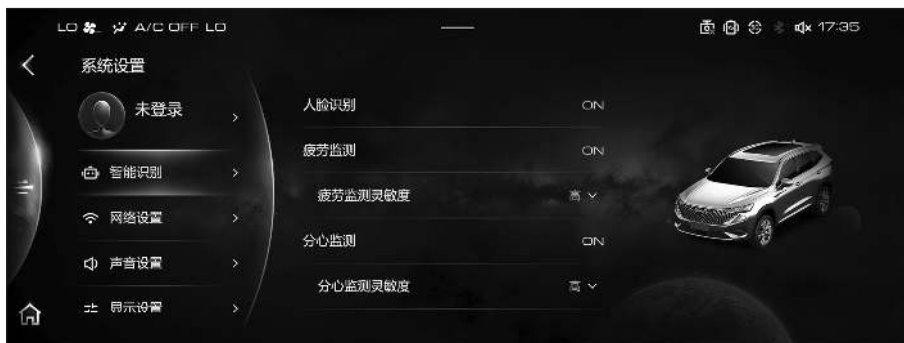 LO A/C OFF LO
17:35
系统设置
未登录
智能识别
网络设置
声音设置
显示设置
人脸识别 ON
疲劳监测 ON
疲劳监测灵敏度 高
分心监测 ON
分心监测灵敏度 高